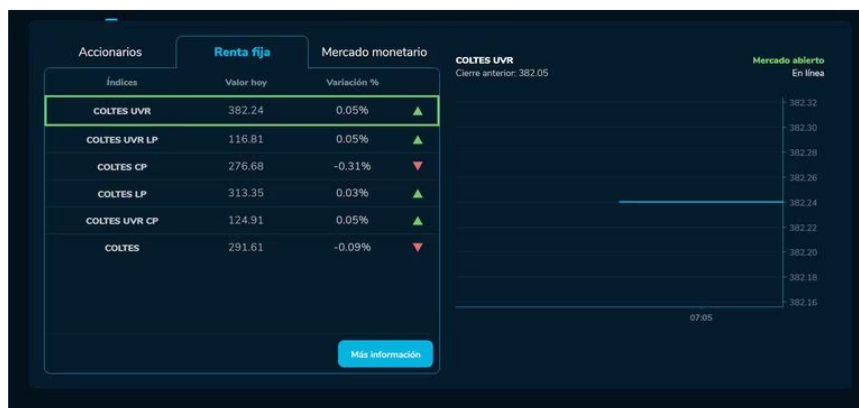 Accionarios Renta fija Mercado monetario
Índices Valor hoy Variación %
COLTES UVR 382.24 0.05%
COLTES UVR LP 116.81 0.05%
COLTES CP 276.68 -0.31%
COLTES LP 313.35 0.03%
COLTES UVR CP 124.91 0.05%
COLTES 291.61 -0.09%
Más información
COLTES UVR
Cierre anterior: 382.05
Mercado abierto
En línea
382.32
382.30
382.28
382.26
382.24
382.22
382.20
382.18
382.16
07:05